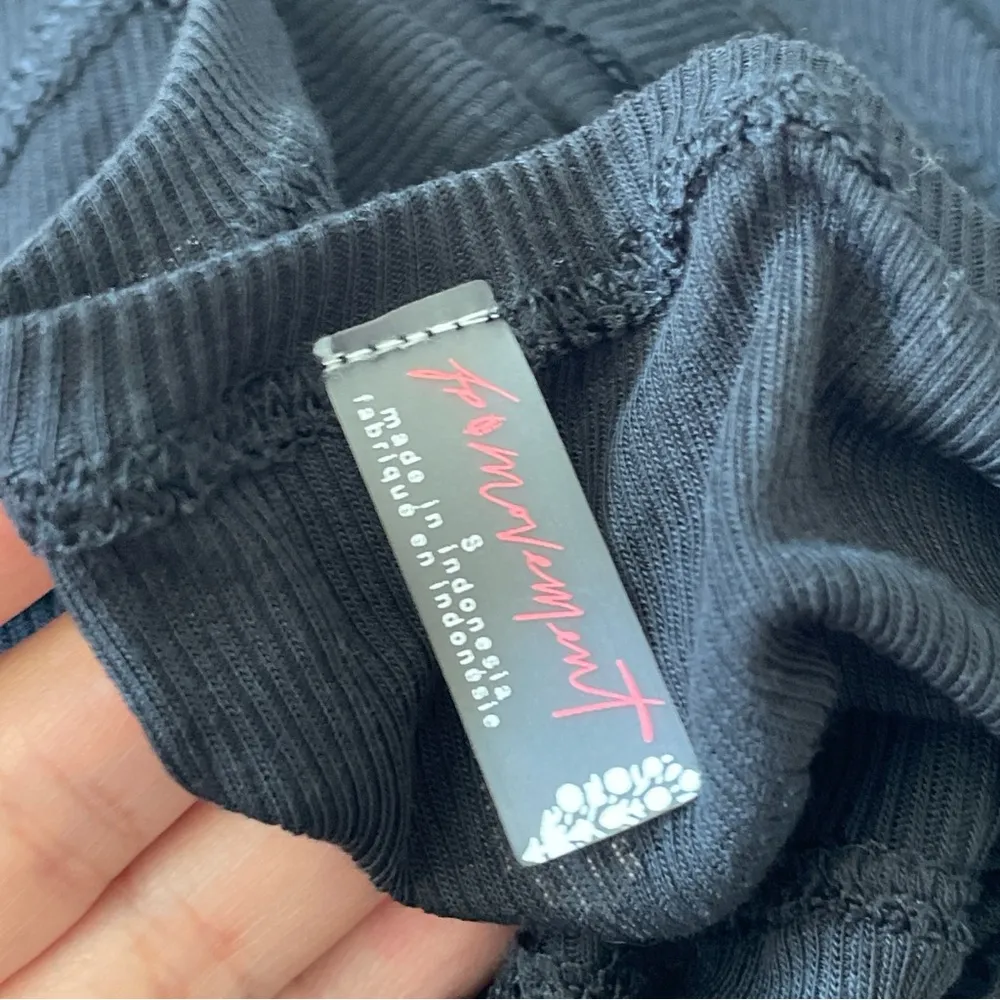 fp movement
S
made in indonesia
fabriqué en indonésie